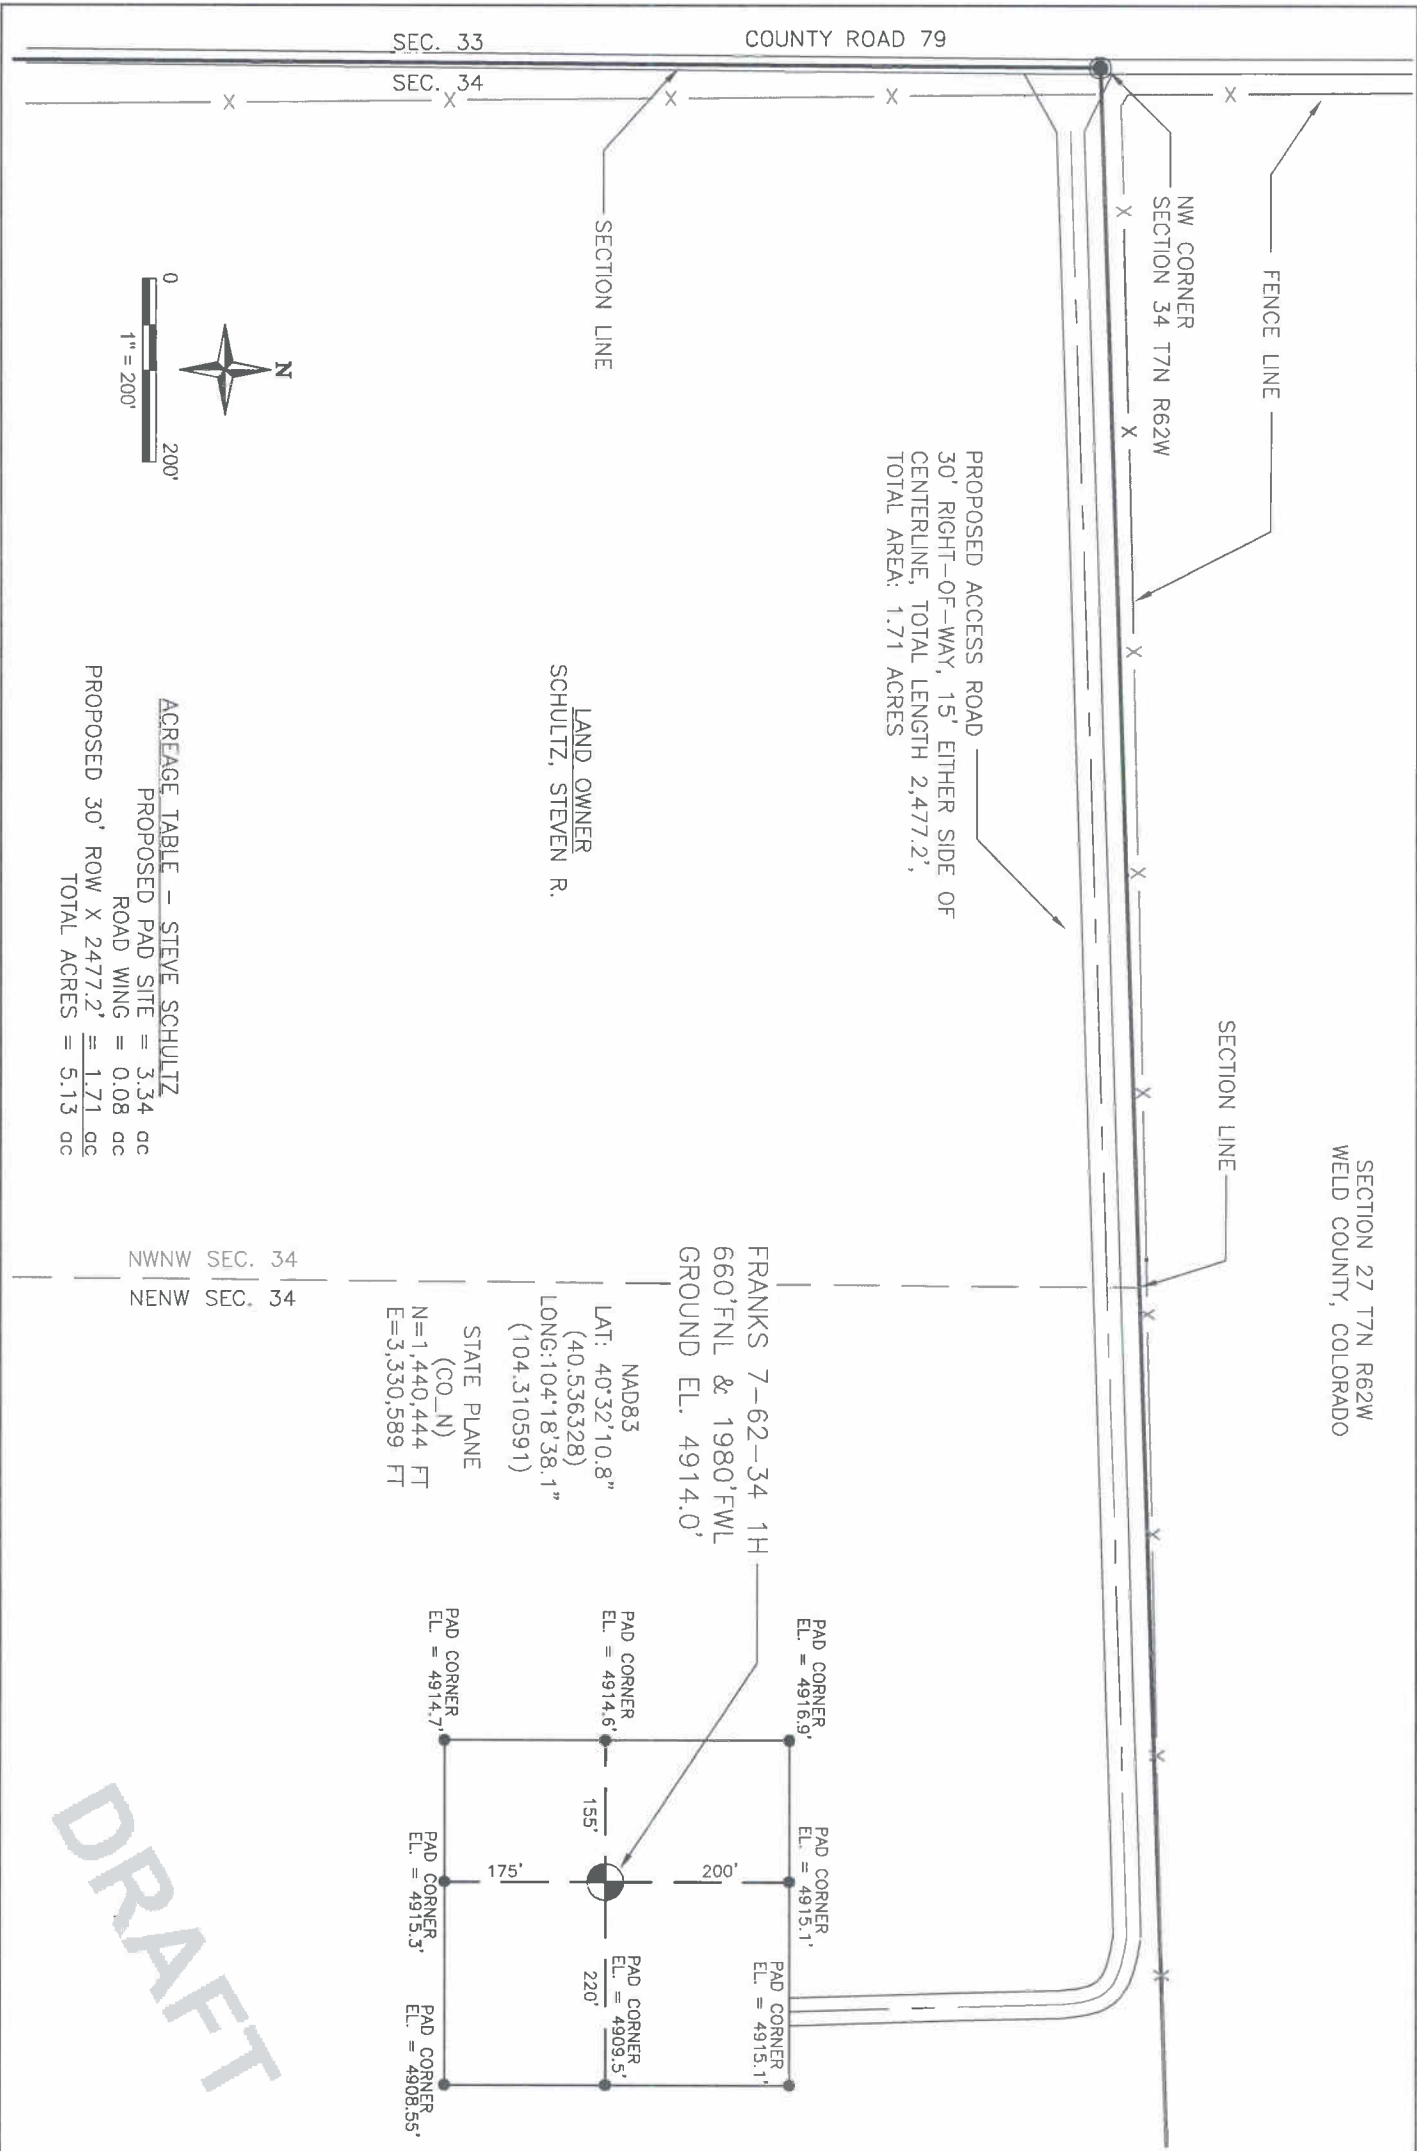 SECTION 27 T7N R62W
WELD COUNTY, COLORADO
FENCE LINE
SECTION LINE
NW CORNER
SECTION 34 T7N R62W
COUNTY ROAD 79
SEC. 33
SEC. 34
SECTION LINE
PROPOSED ACCESS ROAD
30' RIGHT-OF-WAY, 15' EITHER SIDE OF
CENTERLINE, TOTAL LENGTH 2,477.2',
TOTAL AREA: 1.71 ACRES
LAND OWNER
SCHULTZ, STEVEN R.
FRANKS 7-62-34 1H
660'FNL & 1980'FWL
GROUND EL. 4914.0'
NAD83
LAT: 40°32'10.8"
(40.536328)
LONG:104°18'38.1"
(104.310591)
STATE PLANE
(CO_N)
N=1,440,444 FT
E=3,330,589 FT
PAD CORNER
EL. = 4916.9'
PAD CORNER
EL. = 4915.1'
PAD CORNER
EL. = 4915.1'
PAD CORNER
EL. = 4914.6'
PAD CORNER
EL. = 4909.5'
PAD CORNER
EL. = 4914.7'
PAD CORNER
EL. = 4915.3'
PAD CORNER
EL. = 4908.55'
200'
155'
220'
175'
NWNW SEC. 34
NENW SEC. 34
N
0
200'
1" = 200'
ACREAGE TABLE - STEVE SCHULTZ
PROPOSED PAD SITE = 3.34 ac
ROAD WING = 0.08 ac
PROPOSED 30' ROW X 2477.2' = 1.71 ac
TOTAL ACRES = 5.13 ac
DRAFT